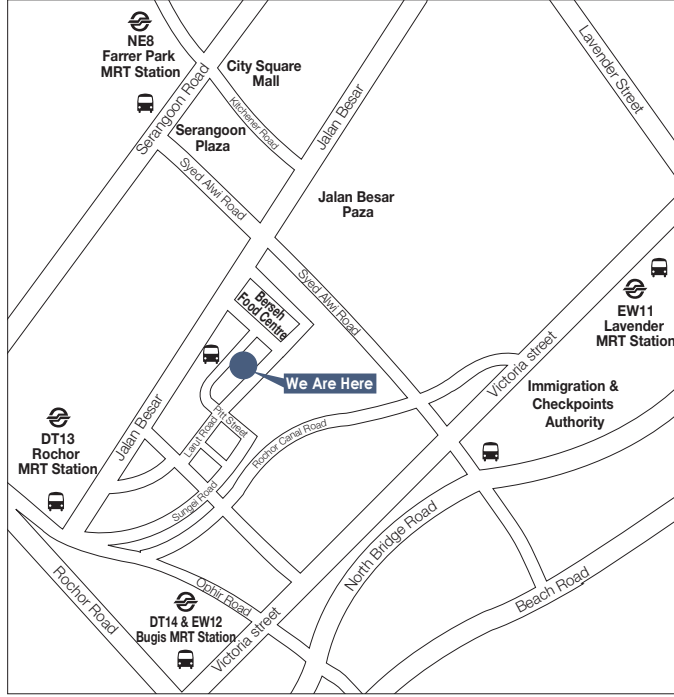 NE8
Farrer Park
MRT Station
City Square
Mall
Lavender Street
Serangoon Road
Kitchener Road
Jalan Besar
Serangoon
Plaza
Syed Alwi Road
Jalan Besar
Paza
Berseh
Food Centre
Syed Alwi Road
EW11
Lavender
MRT Station
We Are Here
Victoria street
Immigration &
Checkpoints
Authority
Jalan Besar
Pitt Street
Larut Road
Rochor Canal Road
DT13
Rochor
MRT Station
Sungei Road
North Bridge Road
Rochor Road
Ophir Road
Beach Road
DT14 & EW12
Bugis MRT Station
Victoria street